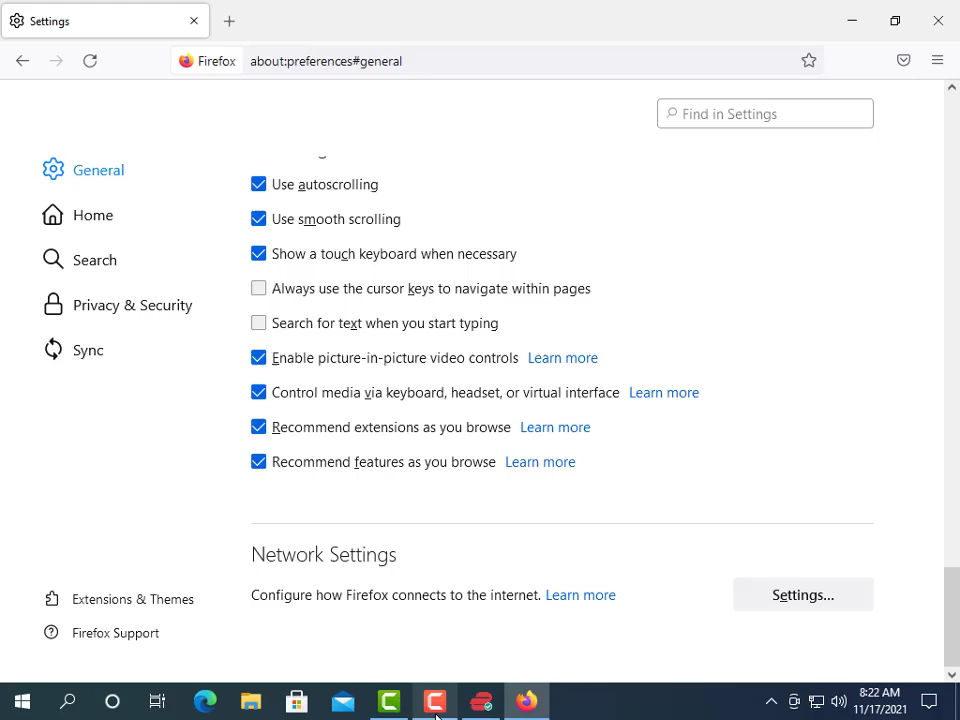 Settings
Firefox
about:preferences#general
Find in Settings
General
Home
Search
Privacy & Security
Sync
Extensions & Themes
Firefox Support
Use autoscrolling
Use smooth scrolling
Show a touch keyboard when necessary
Always use the cursor keys to navigate within pages
Search for text when you start typing
Enable picture-in-picture video controls Learn more
Control media via keyboard, headset, or virtual interface Learn more
Recommend extensions as you browse Learn more
Recommend features as you browse Learn more
Network Settings
Configure how Firefox connects to the internet. Learn more
Settings...
8:22 AM
11/17/2021